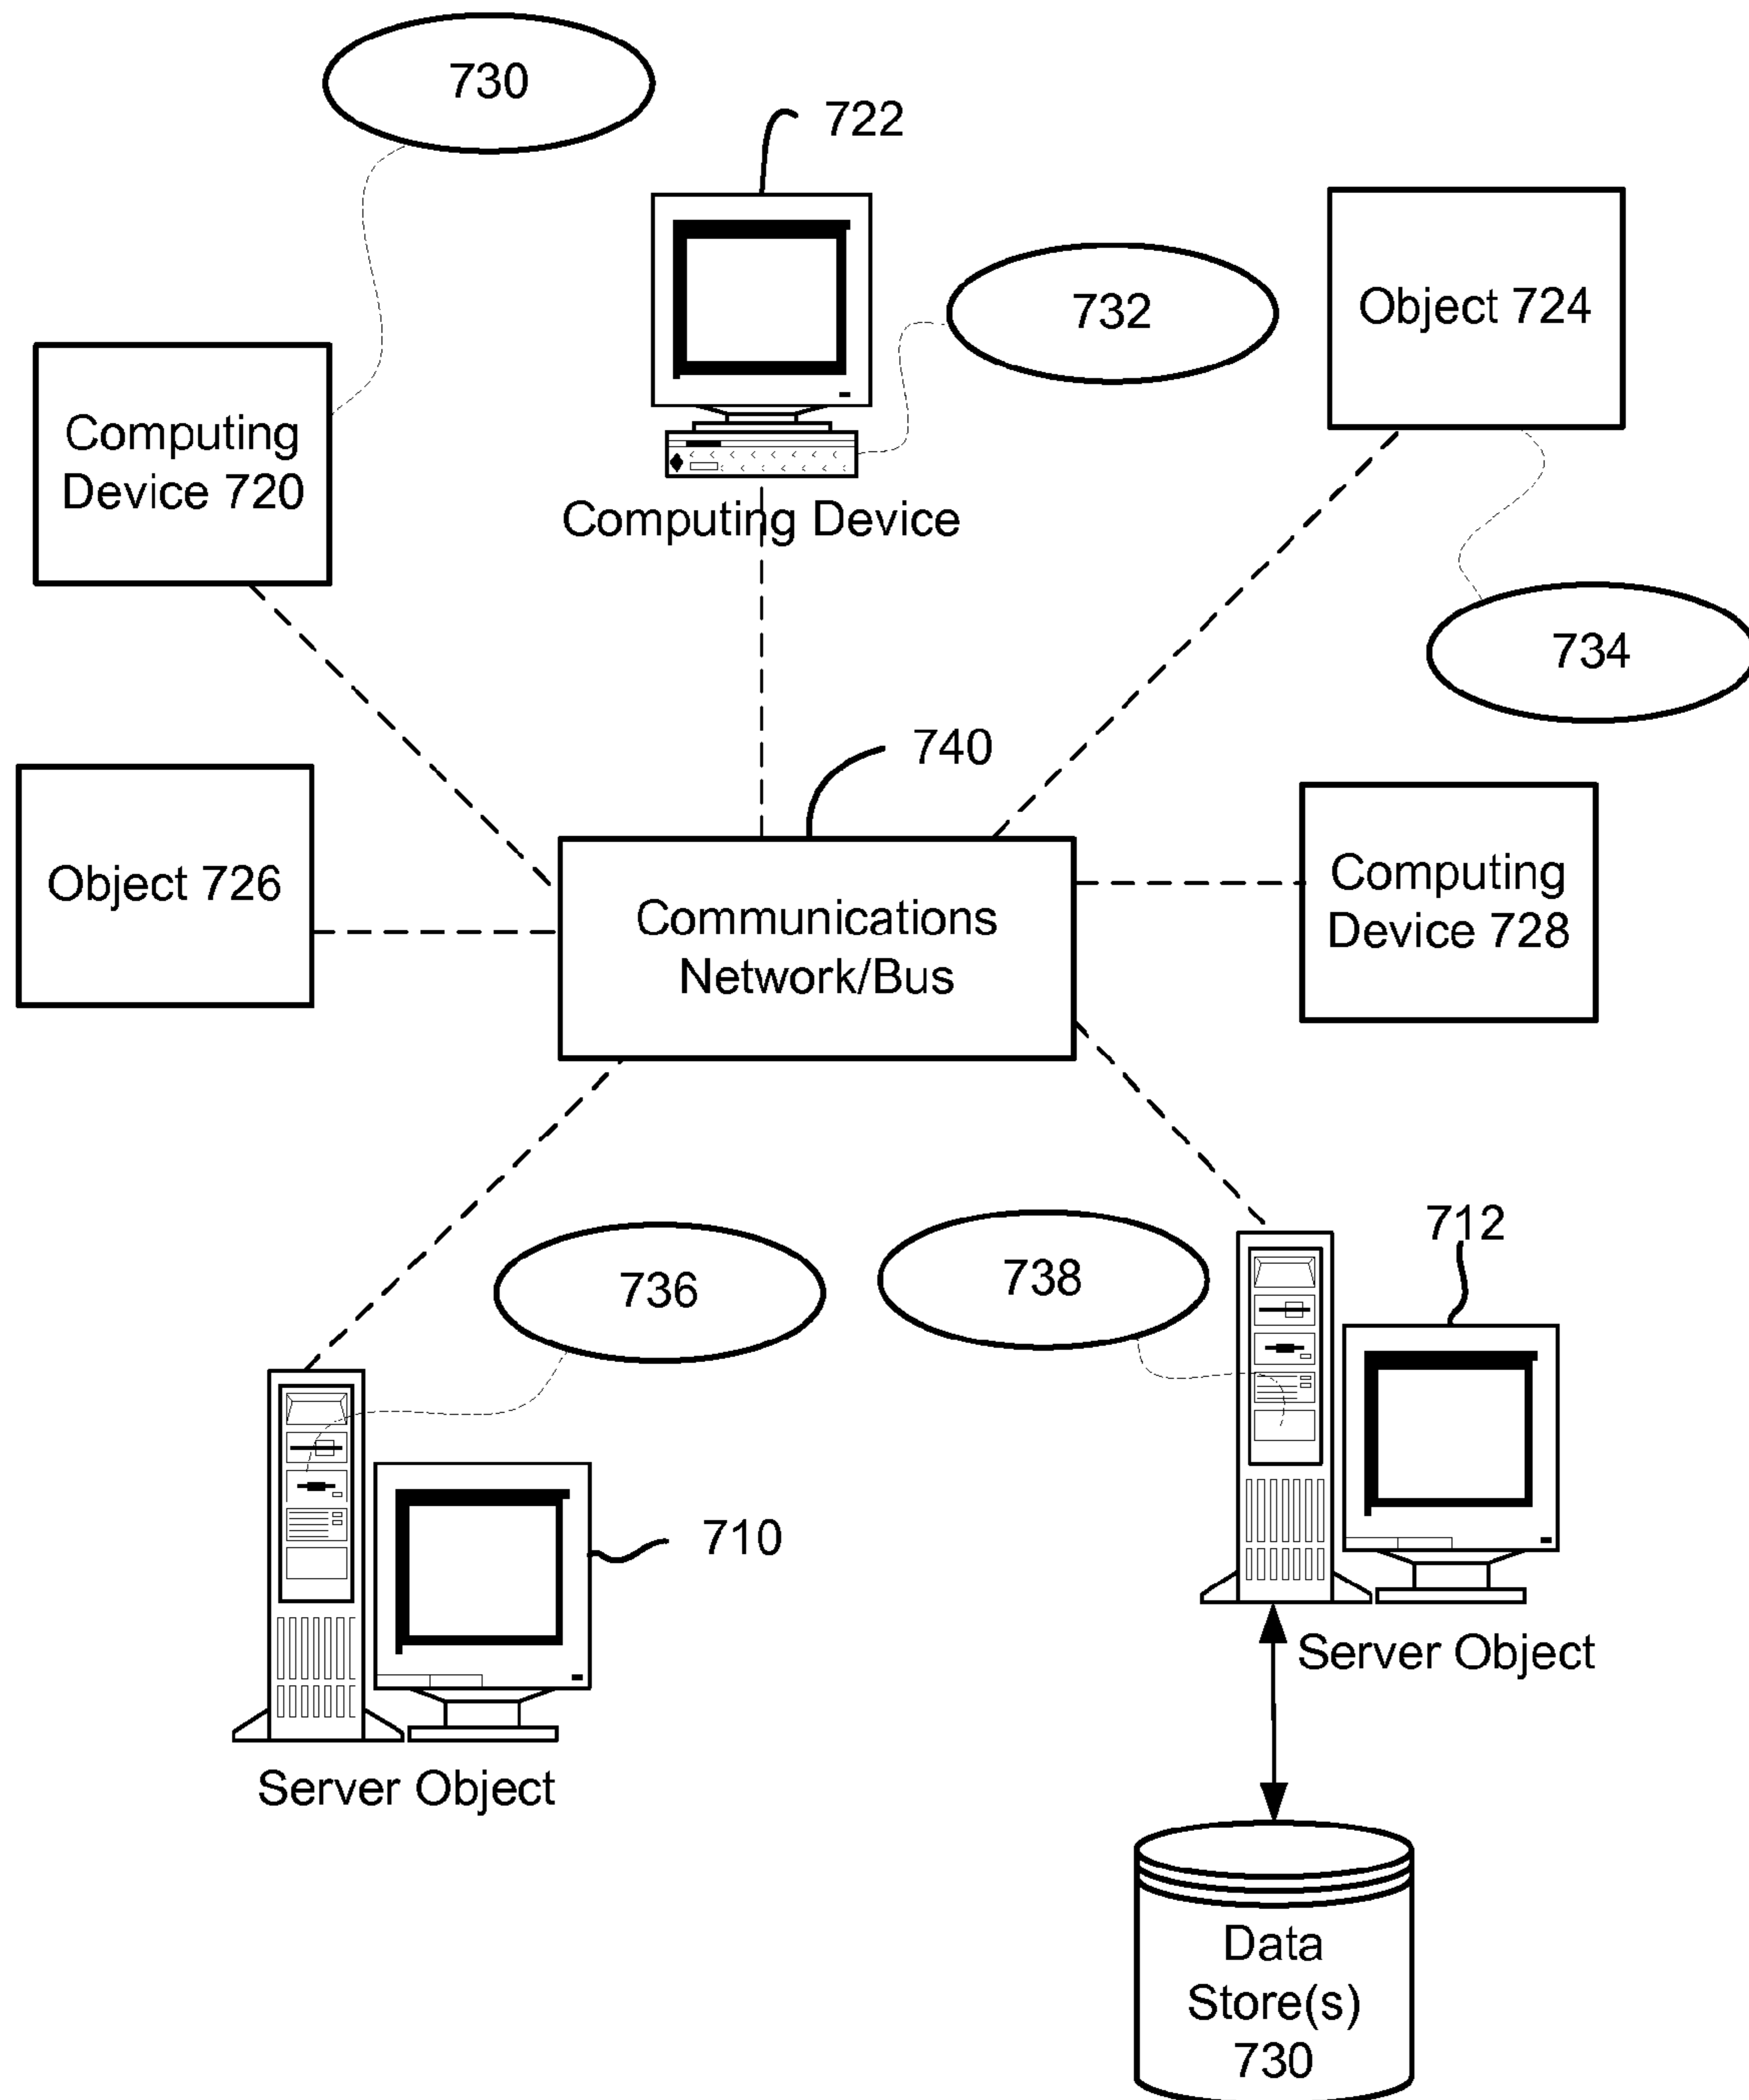 730
722
732
Object 724
Computing
Device 720
Computing Device
734
740
Object 726
Communications
Network/Bus
Computing
Device 728
736
738
712
710
Server Object
Server Object
Data
Store(s)
730